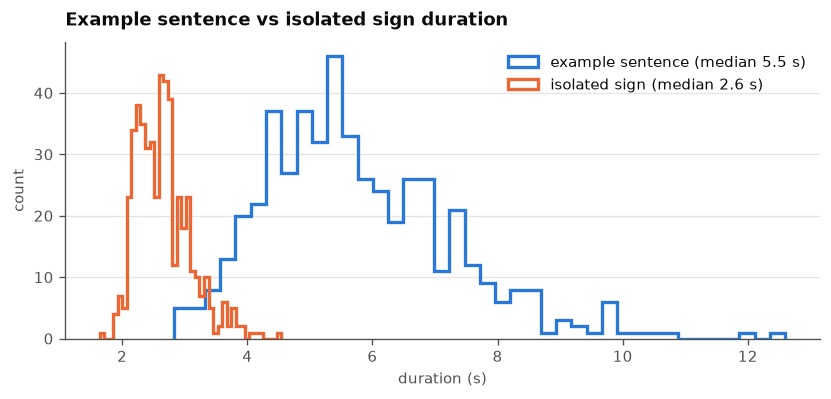 Example sentence vs isolated sign duration
example sentence (median 5.5 s)
isolated sign (median 2.6 s)
count
40
30
20
10
0
2 4 6 8 10 12
duration (s)